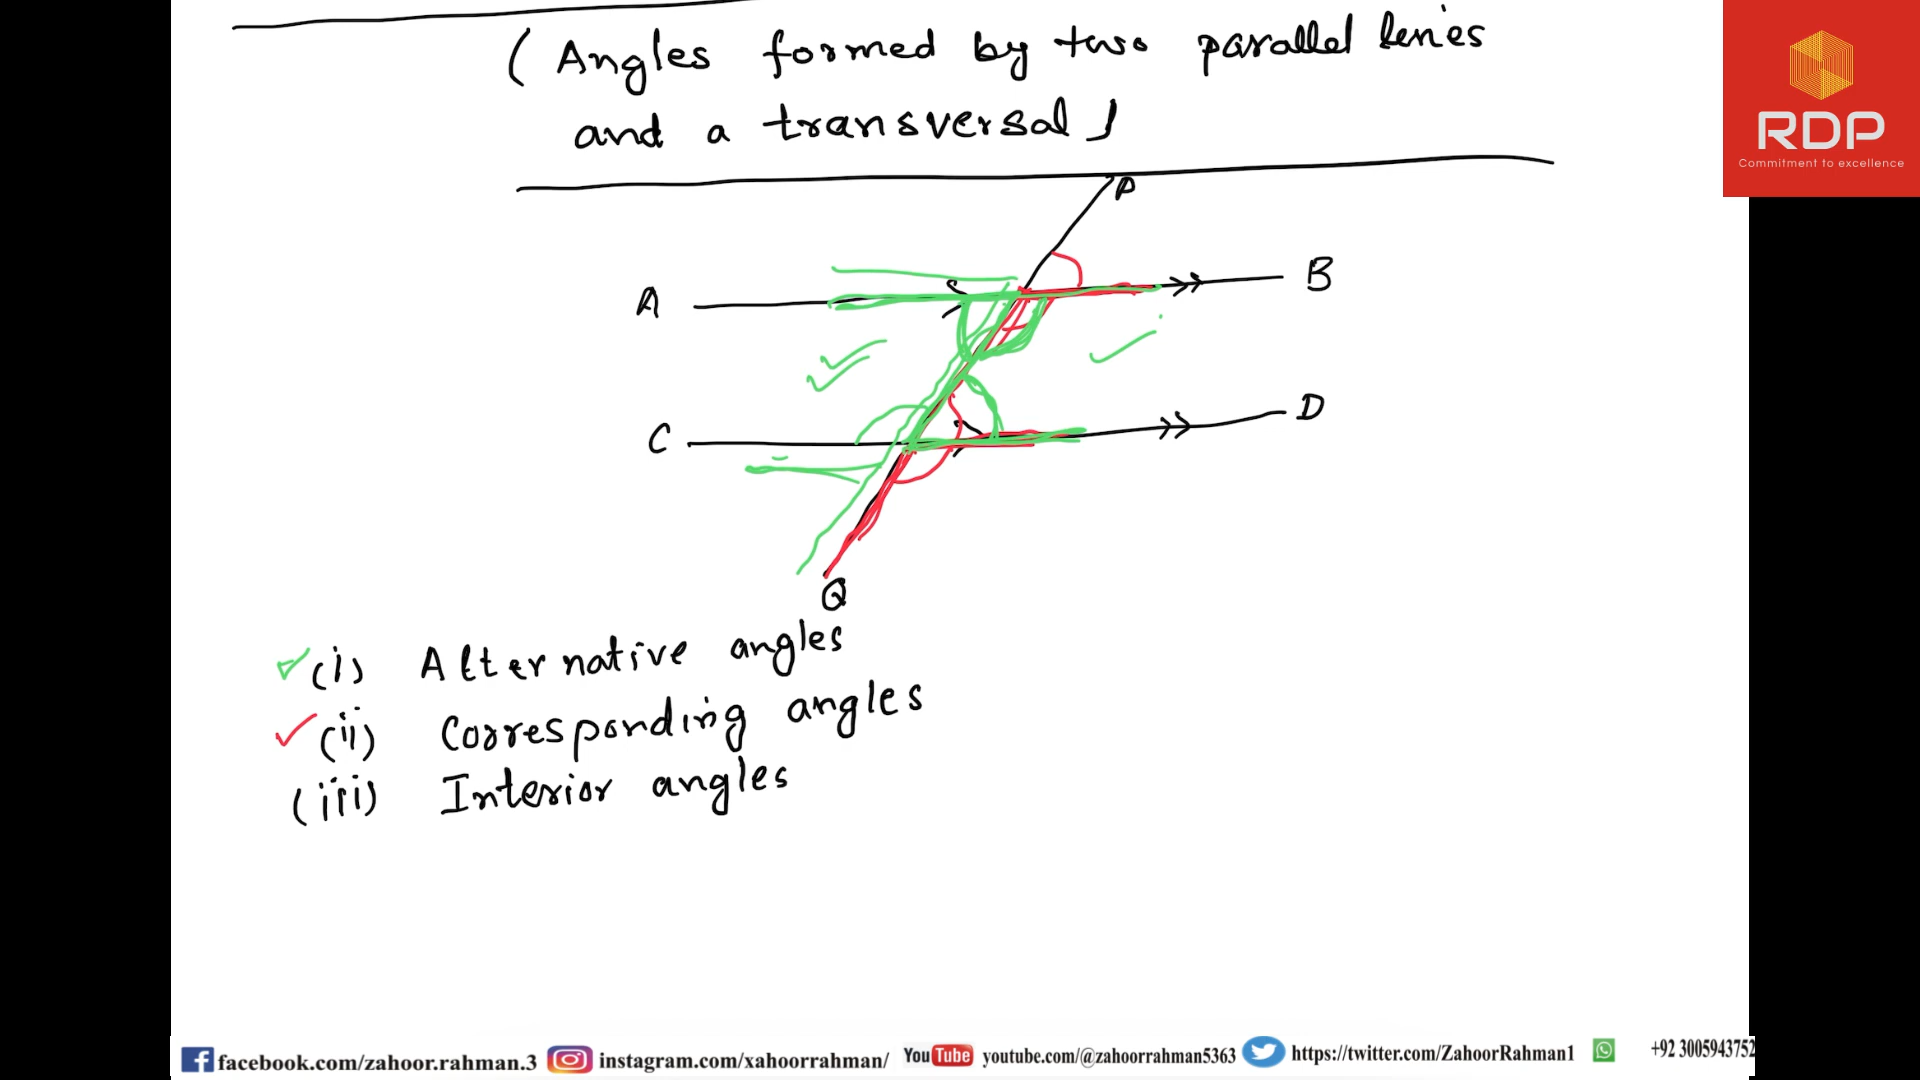 ( Angles formed by two parallel lenies
and a transversal )
RDP
Commitment to excellence
P
A
B
C
D
Q
(i) Alternative angles
(ii) Corresponding angles
(iii) Interior angles
facebook.com/zahoor.rahman.3 instagram.com/xahoorrahman/ YouTube youtube.com/@zahoorrahman5363 https://twitter.com/ZahoorRahman1 +92 3005943752